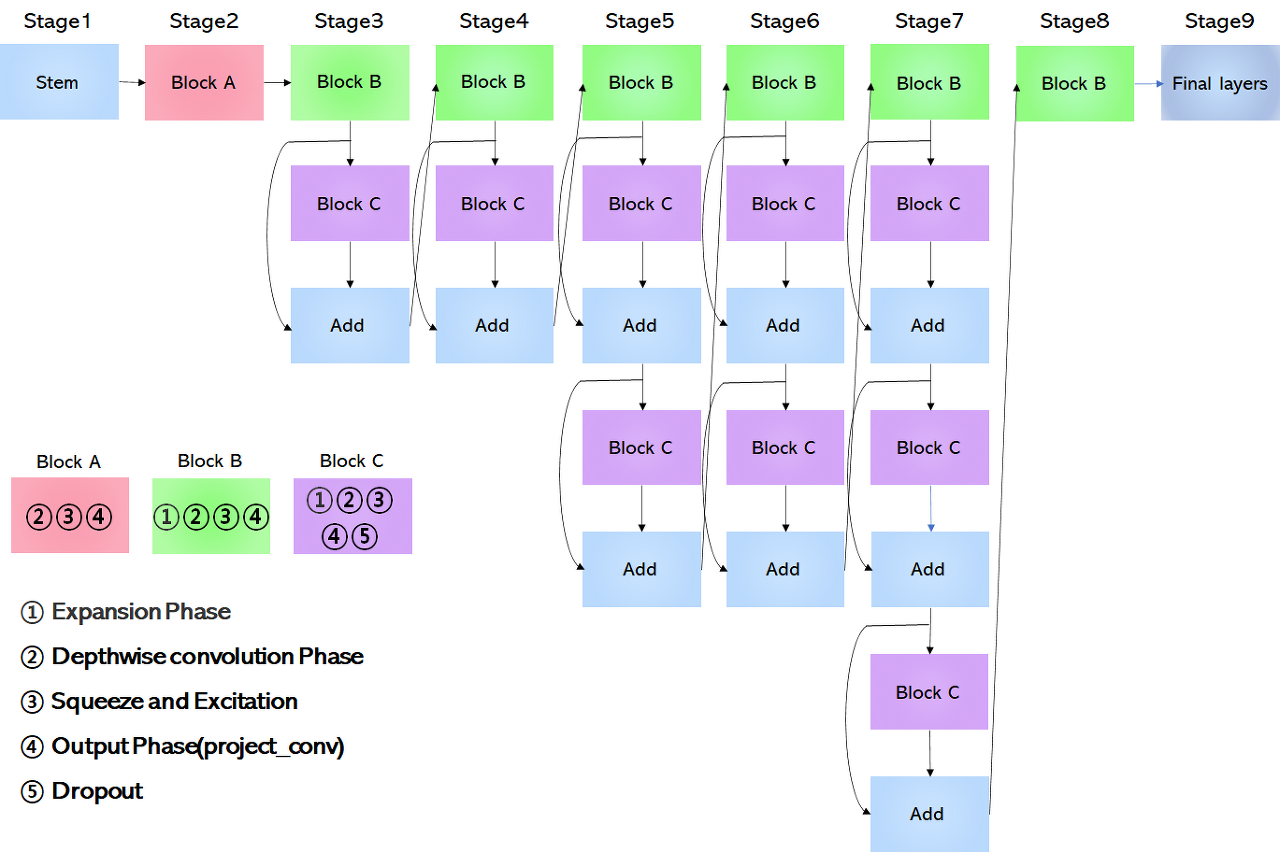 Stage1 Stage2 Stage3 Stage4 Stage5 Stage6 Stage7 Stage8 Stage9
Stem Block A Block B Block B Block B Block B Block B Block B Final layers
Block C Block C Block C Block C Block C
Add Add Add Add Add
Block C Block C Block C
Add Add Add
Block C
Add
Block A Block B Block C
②③④ ①②③④ ①②③
④⑤
① Expansion Phase
② Depthwise convolution Phase
③ Squeeze and Excitation
④ Output Phase(project_conv)
⑤ Dropout